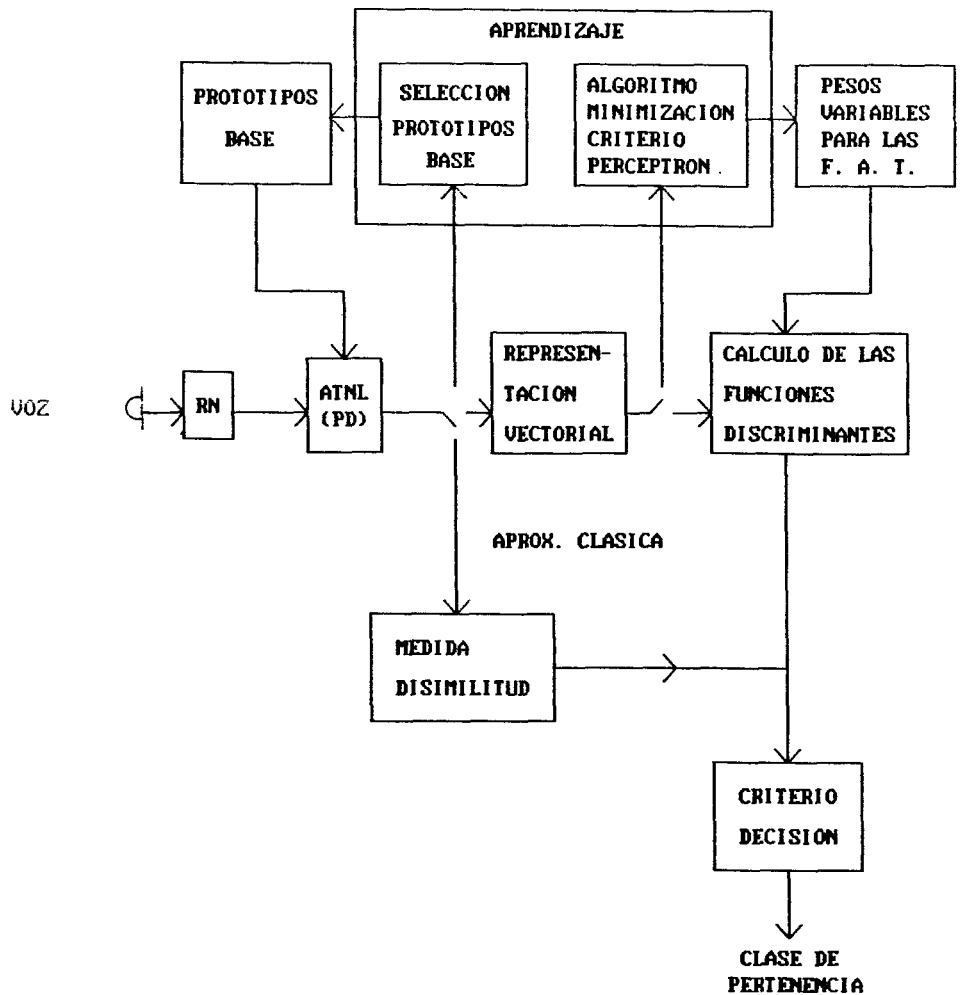 APRENDIZAJE
PROTOTIPOS
BASE
SELECCION
PROTOTIPOS
BASE
ALGORITMO
MINIMIZACION
CRITERIO
PERCEPTRON.
PESOS
VARIABLES
PARA LAS
F. A. T.
VOZ
RN
ATNL
(PD)
REPRESEN-
TACION
VECTORIAL
CALCULO DE LAS
FUNCIONES
DISCRIMINANTES
APROX. CLASICA
MEDIDA
DISIMILITUD
CRITERIO
DECISION
CLASE DE
PERTENENCIA